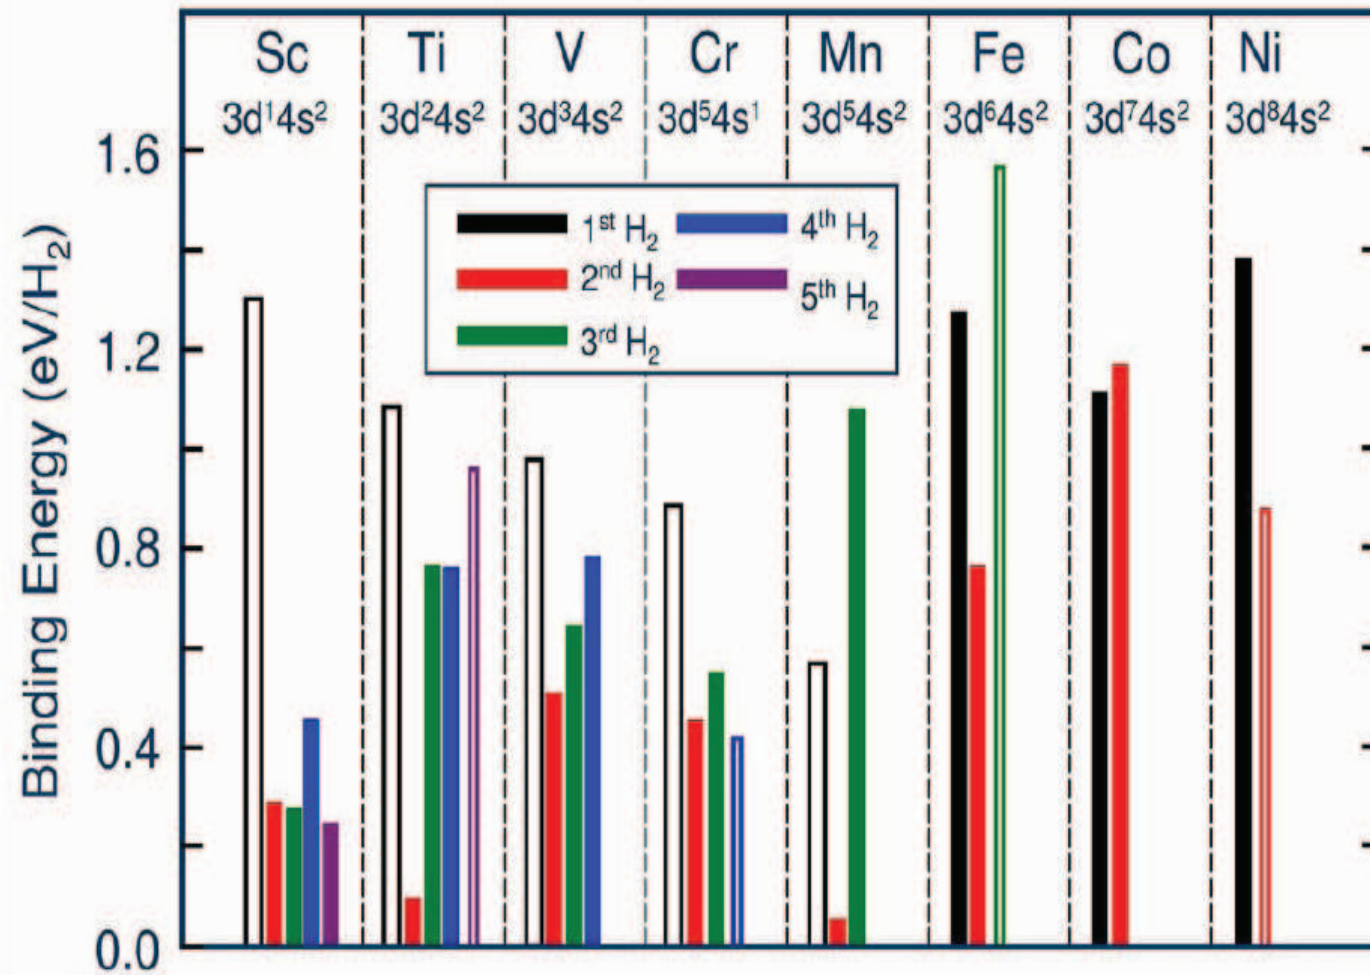 Sc Ti V Cr Mn Fe Co Ni
3d¹4s² 3d²4s² 3d³4s² 3d⁵4s¹ 3d⁵4s² 3d⁶4s² 3d⁷4s² 3d⁸4s²
1.6
1.2
0.8
0.4
0.0
Binding Energy (eV/H₂)
1ˢᵗ H₂
2ⁿᵈ H₂
3ʳᵈ H₂
4ᵗʰ H₂
5ᵗʰ H₂